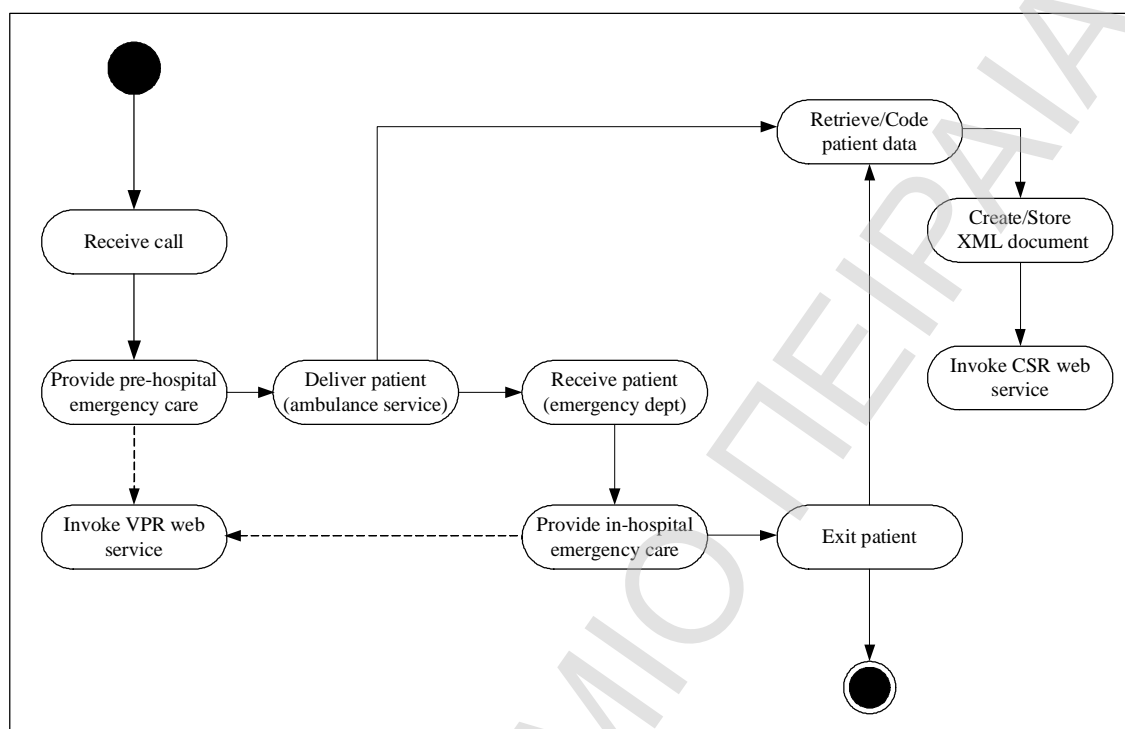 Retrieve/Code
patient data
Receive call
Create/Store
XML document
Provide pre-hospital
emergency care
Deliver patient
(ambulance service)
Receive patient
(emergency dept)
Invoke CSR web
service
Invoke VPR web
service
Provide in-hospital
emergency care
Exit patient
ΜΙΟ ΠΕΙΡΑΙΑ